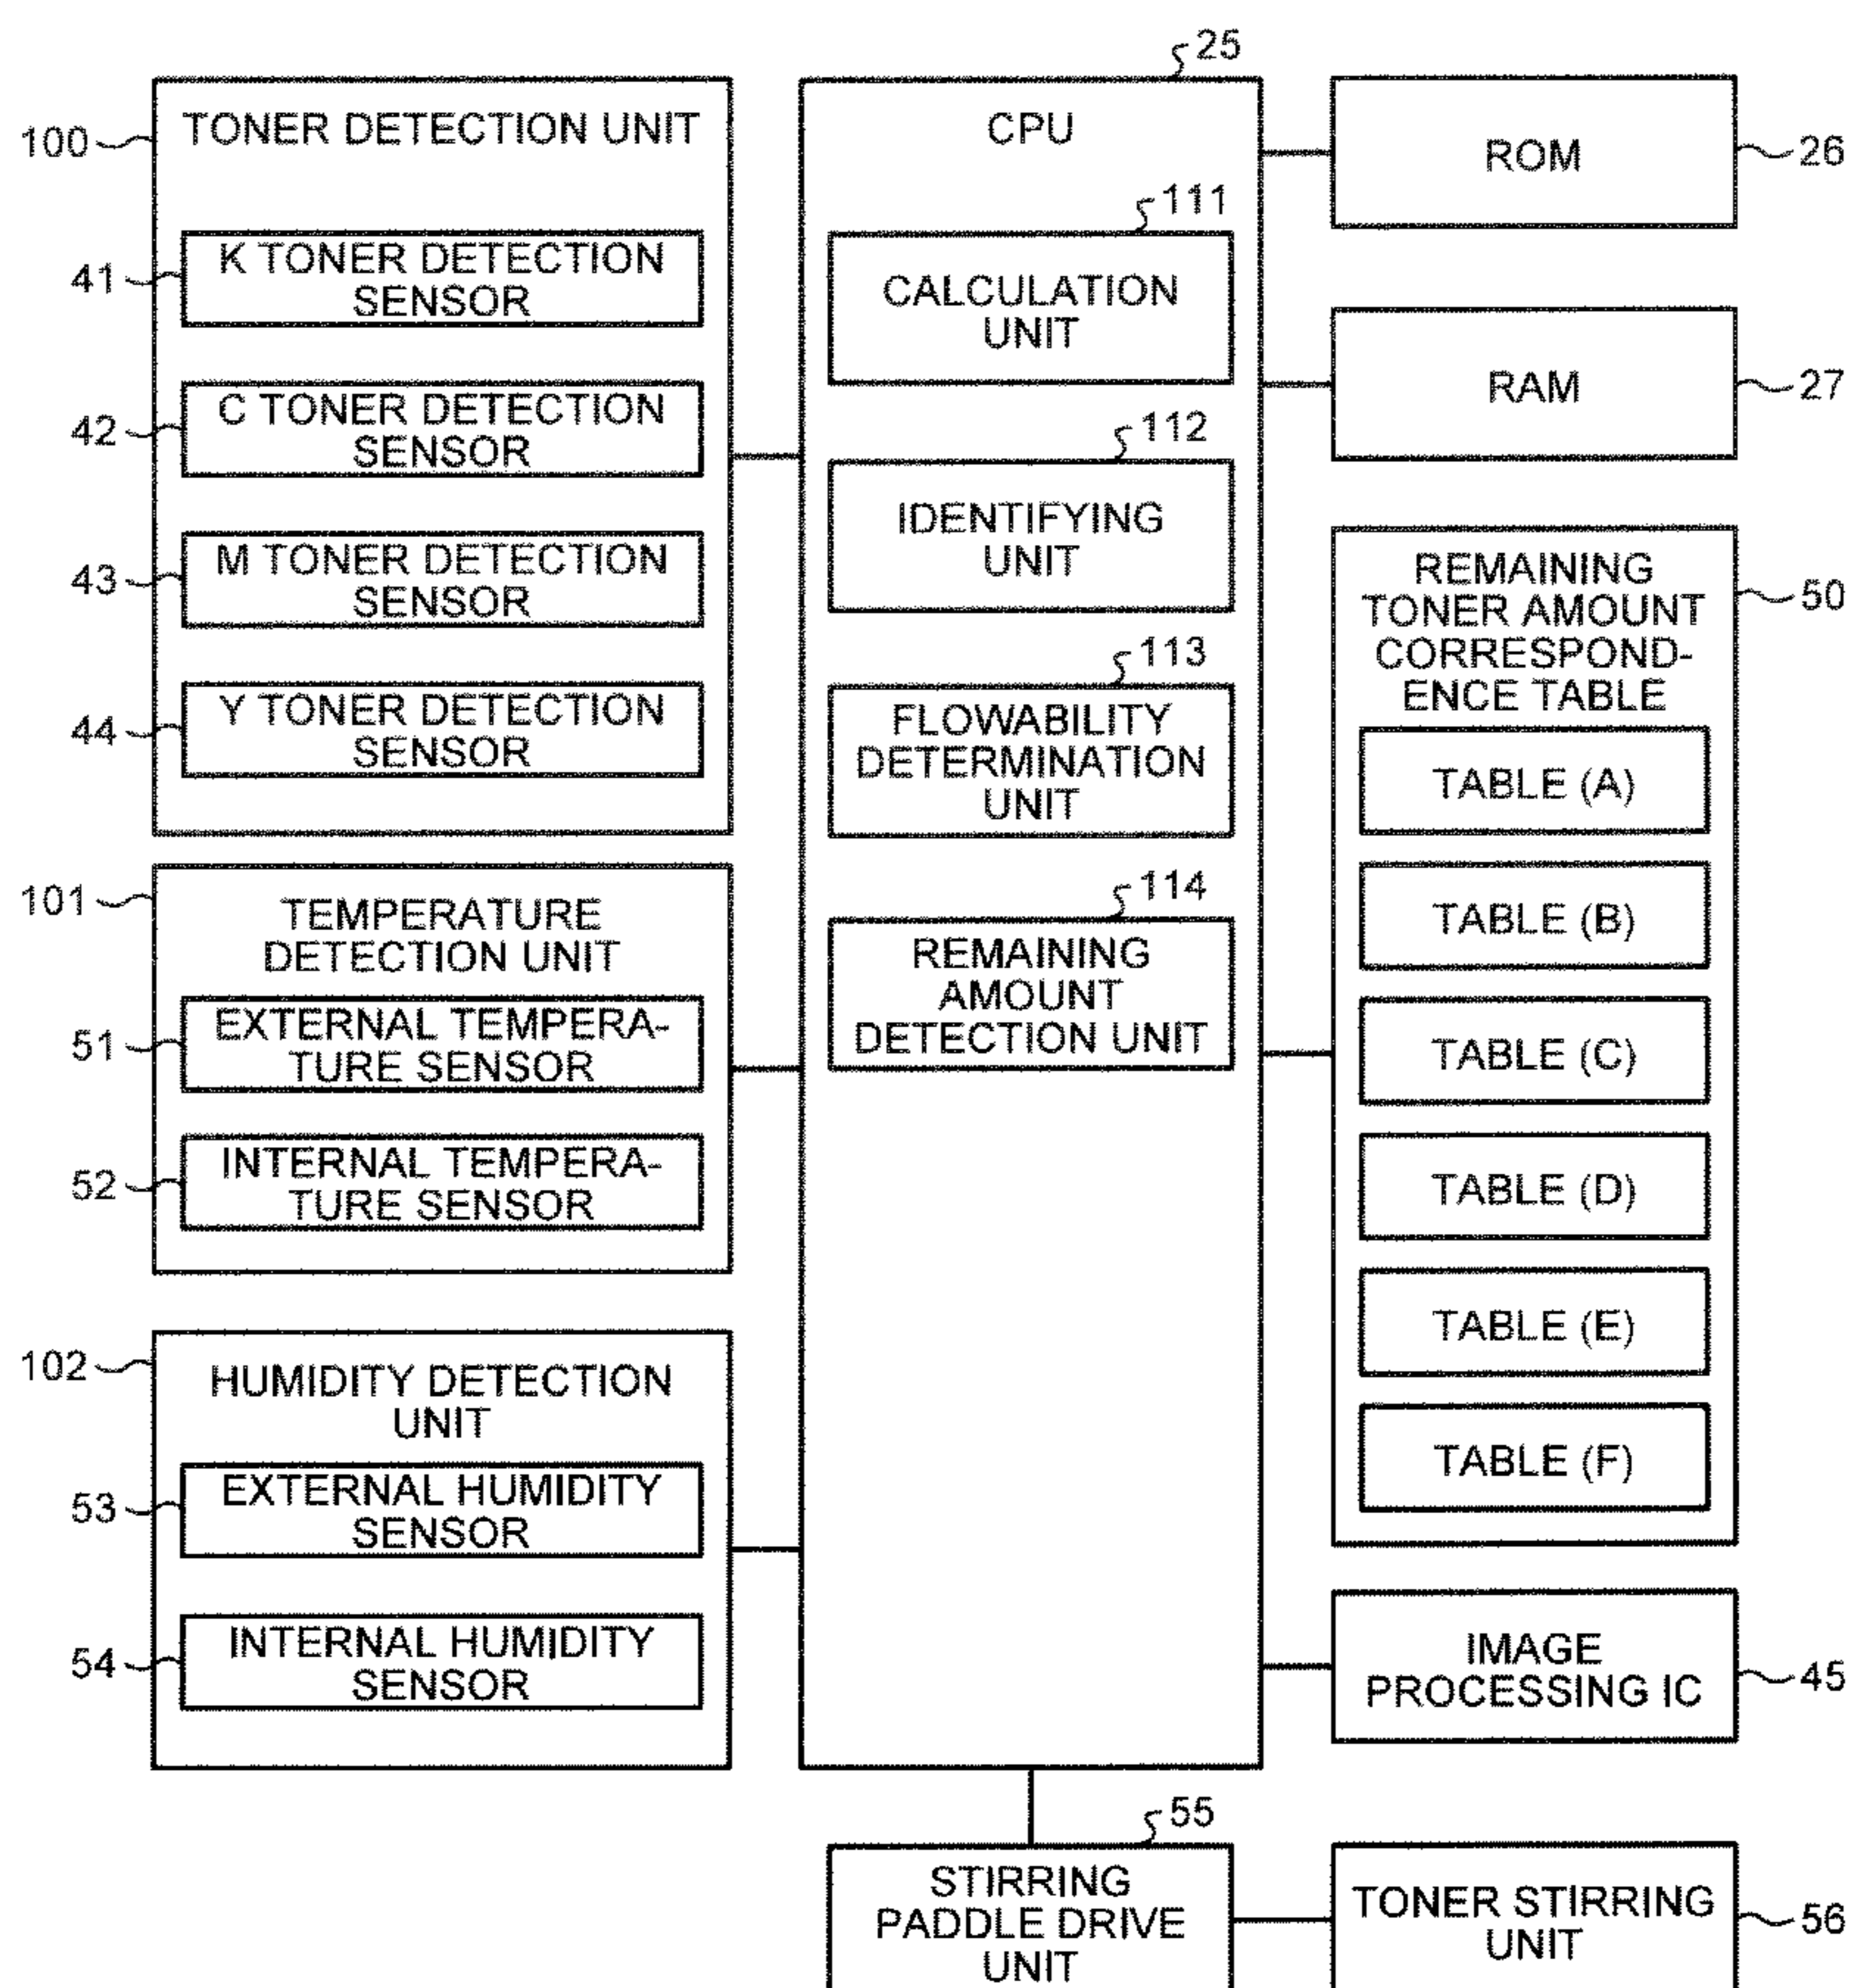 100
TONER DETECTION UNIT
41
K TONER DETECTION
SENSOR
42
C TONER DETECTION
SENSOR
43
M TONER DETECTION
SENSOR
44
Y TONER DETECTION
SENSOR
101
TEMPERATURE
DETECTION UNIT
51
EXTERNAL TEMPERA-
TURE SENSOR
52
INTERNAL TEMPERA-
TURE SENSOR
102
HUMIDITY DETECTION
UNIT
53
EXTERNAL HUMIDITY
SENSOR
54
INTERNAL HUMIDITY
SENSOR
25
CPU
111
CALCULATION
UNIT
112
IDENTIFYING
UNIT
113
FLOWABILITY
DETERMINATION
UNIT
114
REMAINING
AMOUNT
DETECTION UNIT
ROM
26
RAM
27
REMAINING
TONER AMOUNT
CORRESPOND-
ENCE TABLE
50
TABLE (A)
TABLE (B)
TABLE (C)
TABLE (D)
TABLE (E)
TABLE (F)
IMAGE
PROCESSING IC
45
55
STIRRING
PADDLE DRIVE
UNIT
TONER STIRRING
UNIT
56